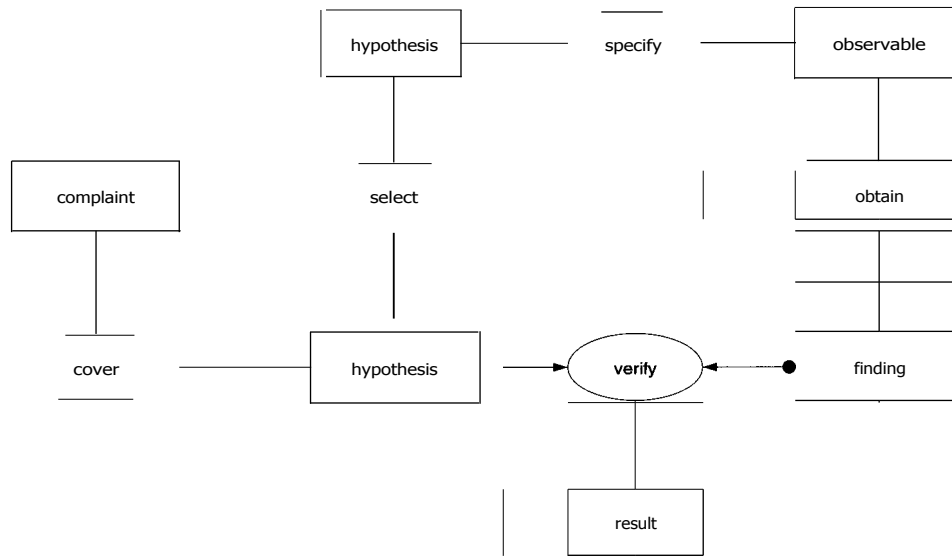 hypothesis
specify
observable
complaint
select
obtain
cover
hypothesis
verify
finding
result